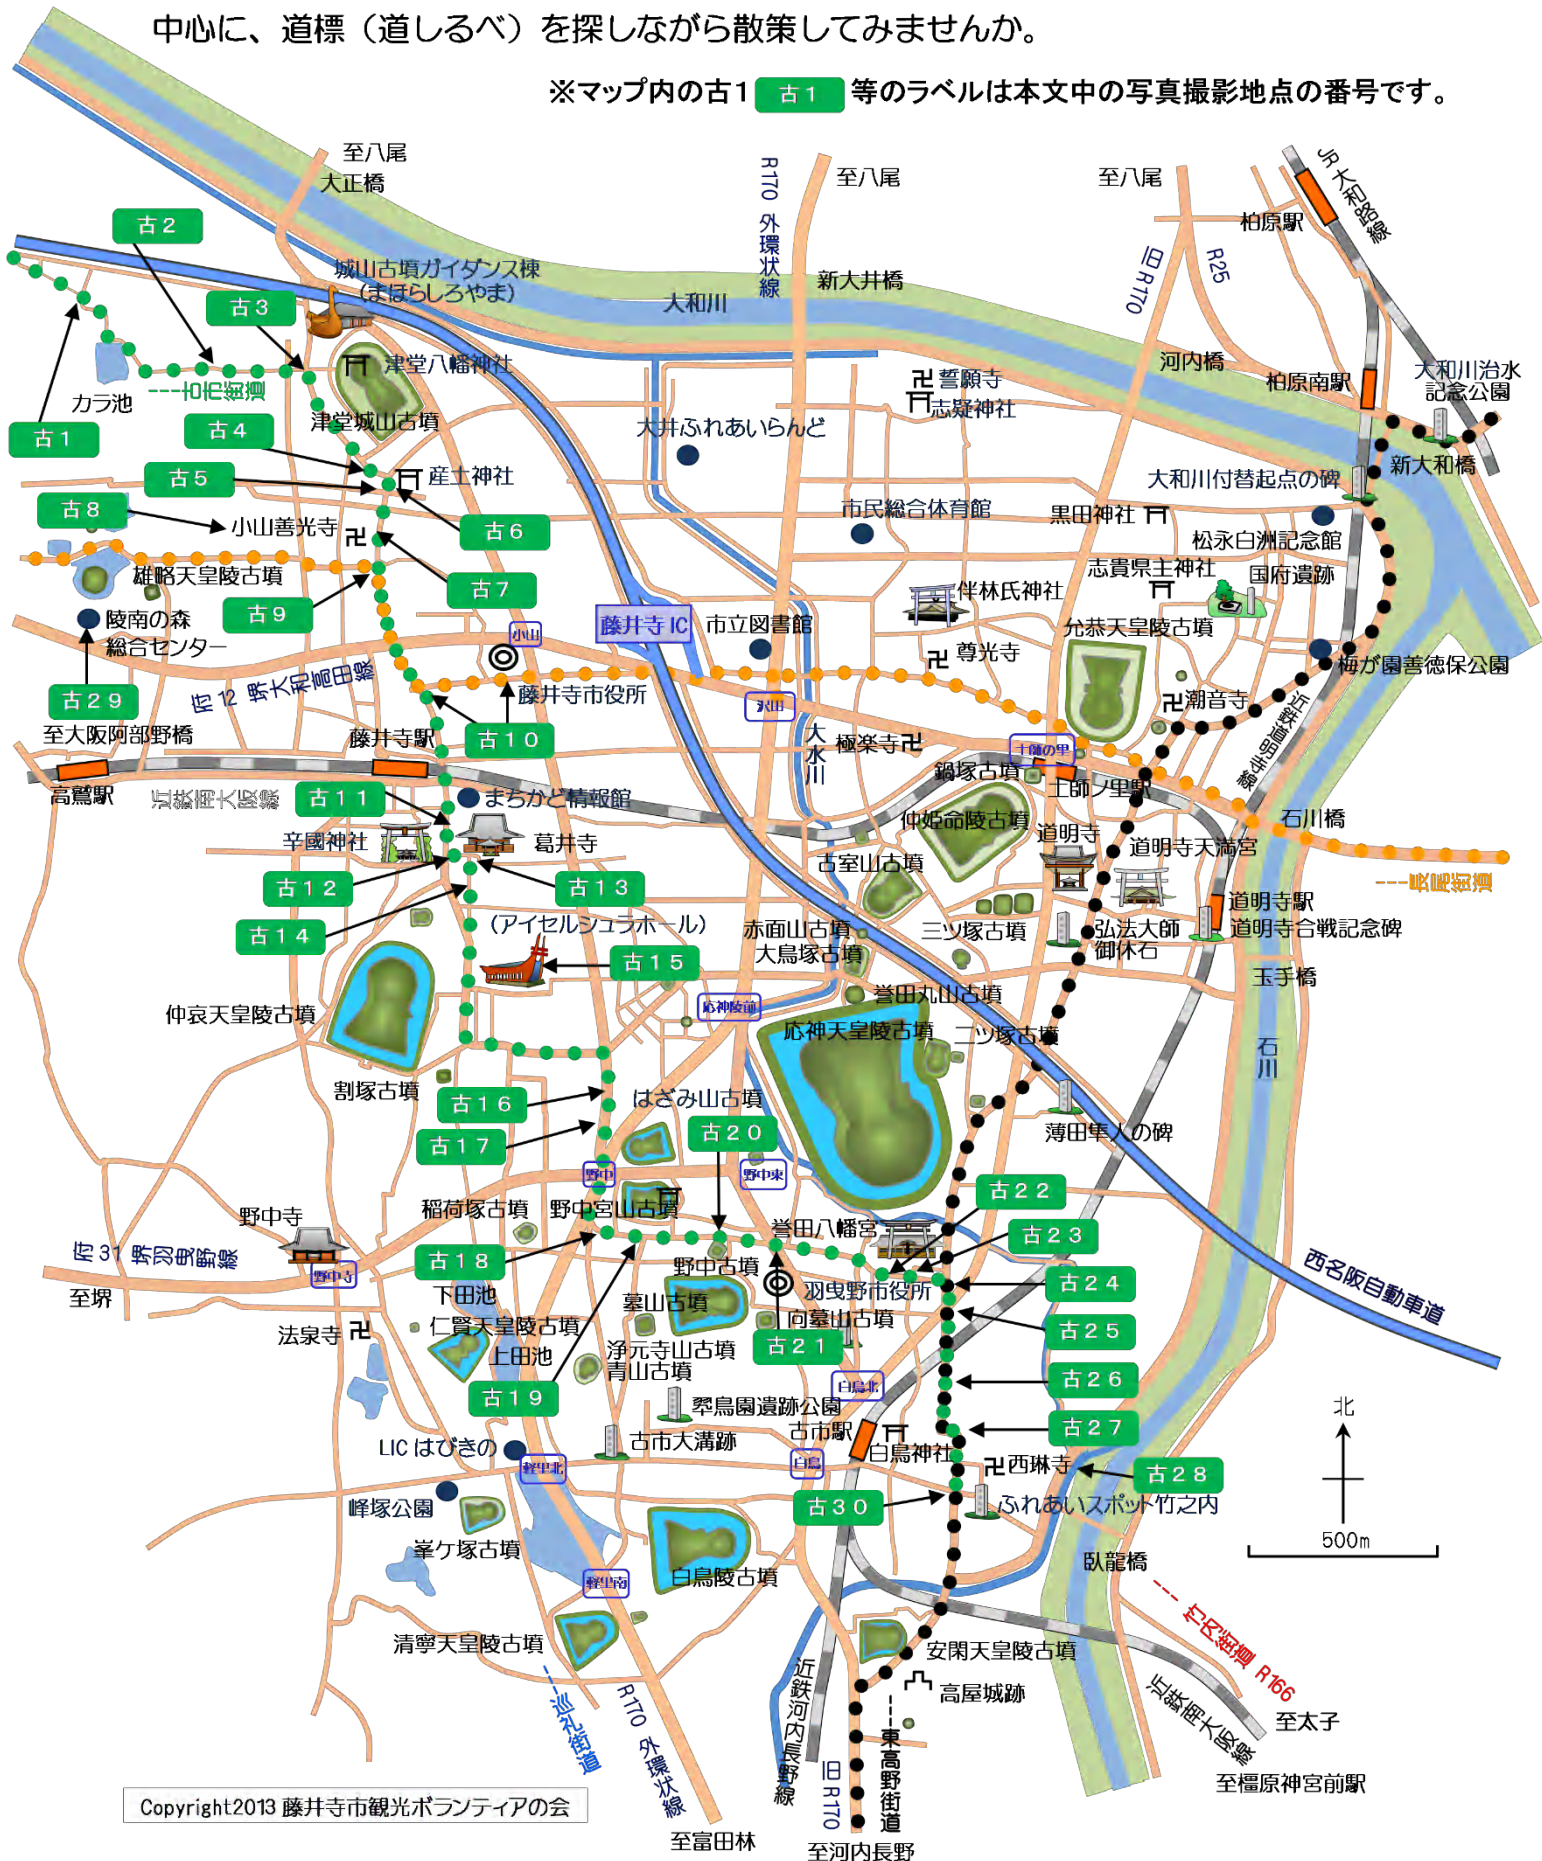 中心に、道標（道しるべ）を探しながら散策してみませんか。
※マップ内の古1 古1 等のラベルは本文中の写真撮影地点の番号です。
至八尾
大正橋
R170 外環状線
至八尾
至八尾
JR大和路線
柏原駅
古2
城山古墳ガイダンス棟
（まほらしろやま）
新大井橋
旧R170
R25
古3
大和川
津堂八幡神社
河内橋
柏原南駅
大和川治水
記念公園
誓願寺
志疑神社
----古市街道
カラ池
津堂城山古墳
古1
古4
大井ふれあいらんど
新大和橋
古5
産土神社
大和川付替起点の碑
古8
小山善光寺
古6
市民総合体育館
黒田神社
松永白洲記念館
雄略天皇陵古墳
古7
志貴県主神社
国府遺跡
伴林氏神社
古9
陵南の森
総合センター
小山
藤井寺IC
市立図書館
允恭天皇陵古墳
尊光寺
梅が園善徳保公園
古29
府12 堺大和高田線
藤井寺市役所
沢田
潮音寺
近鉄道明寺線
至大阪阿部野橋
藤井寺駅
古10
大水川
極楽寺
土師の里
鍋塚古墳
土師ノ里駅
高鷲駅
近鉄南大阪線
古11
まちかど情報館
仲姫命陵古墳
石川橋
辛國神社
葛井寺
道明寺
道明寺天満宮
古室山古墳
----長尾街道
古12
古13
道明寺駅
古14
（アイセルシュラホール）
赤面山古墳
三ツ塚古墳
弘法大師
御休石
道明寺合戦記念碑
大鳥塚古墳
古15
玉手橋
仲哀天皇陵古墳
応神陵前
誉田丸山古墳
応神天皇陵古墳
二ツ塚古墳
石川
割塚古墳
古16
はざみ山古墳
古17
古20
薄田隼人の碑
野中
野中東
古22
野中寺
稲荷塚古墳
野中宮山古墳
誉田八幡宮
古23
府31 堺羽曳野線
古18
野中古墳
野中寺
羽曳野市役所
古24
西名阪自動車道
至堺
下田池
墓山古墳
向墓山古墳
法泉寺
仁賢天皇陵古墳
古25
上田池
浄元寺山古墳
青山古墳
古21
古19
白鳥北
古26
翠鳥園遺跡公園
北
古市駅
古27
LICはびきの
古市大溝跡
白鳥神社
軽里北
白鳥
西琳寺
古28
峰塚公園
古30
ふれあいスポット竹之内
500m
峯ケ塚古墳
臥龍橋
軽里南
白鳥陵古墳
----竹内街道 R166
清寧天皇陵古墳
安閑天皇陵古墳
高屋城跡
----巡礼街道
R170 外環状線
近鉄河内長野線
旧R170
----東高野街道
近鉄南大阪線
至太子
至橿原神宮前駅
Copyright2013 藤井寺市観光ボランティアの会
至富田林
至河内長野